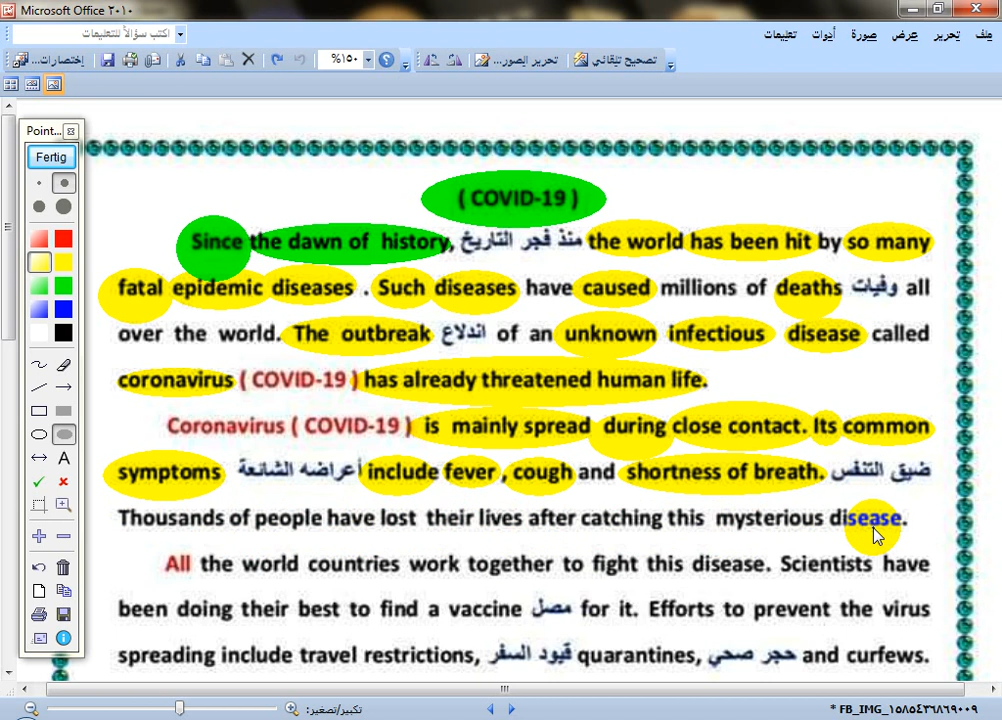 Microsoft Office ٢٠١٠
ملف تحرير عرض صورة أدوات تعليمات
اكتب سؤالاً للتعليمات
اختصارات...
%١٥٠
تحرير الصور...
تصحيح تلقائي
Point...
Fertig
( COVID-19 )
Since the dawn of history, منذ فجر التاريخ the world has been hit by so many
fatal epidemic diseases . Such diseases have caused millions of deaths وفيات all
over the world. The outbreak اندلاع of an unknown infectious disease called
coronavirus ( COVID-19 ) has already threatened human life.
Coronavirus ( COVID-19 ) is mainly spread during close contact. Its common
symptoms أعراضه الشائعة include fever , cough and shortness of breath. ضيق التنفس
Thousands of people have lost their lives after catching this mysterious disease.
All the world countries work together to fight this disease. Scientists have
been doing their best to find a vaccine مصل for it. Efforts to prevent the virus
spreading include travel restrictions, قيود السفر quarantines, حجر صحي and curfews.
تكبير/تصغير:
FB_IMG_١٥٨٥٤٣٦٨٦٩٠٠٩ *